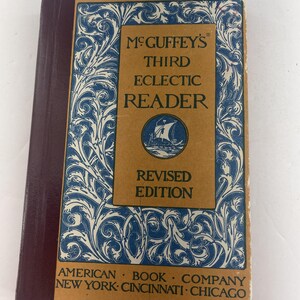 McGUFFEY'S®
THIRD
ECLECTIC
READER
REVISED
EDITION
AMERICAN · BOOK · COMPANY
NEW YORK · CINCINNATI · CHICAGO